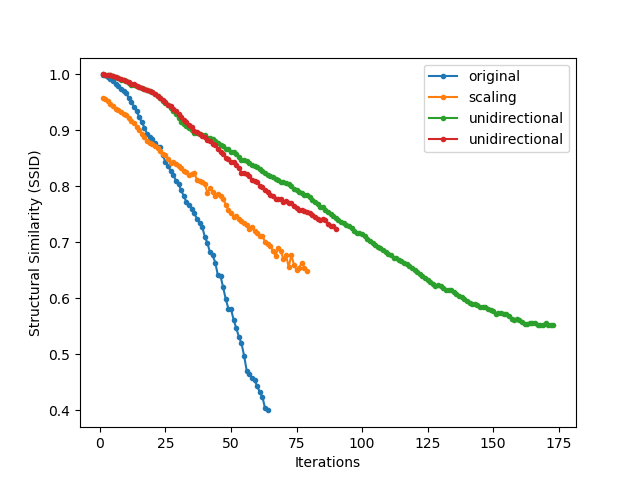 original
scaling
unidirectional
unidirectional
1.0
0.9
0.8
0.7
0.6
0.5
0.4
Structural Similarity (SSID)
0 25 50 75 100 125 150 175
Iterations